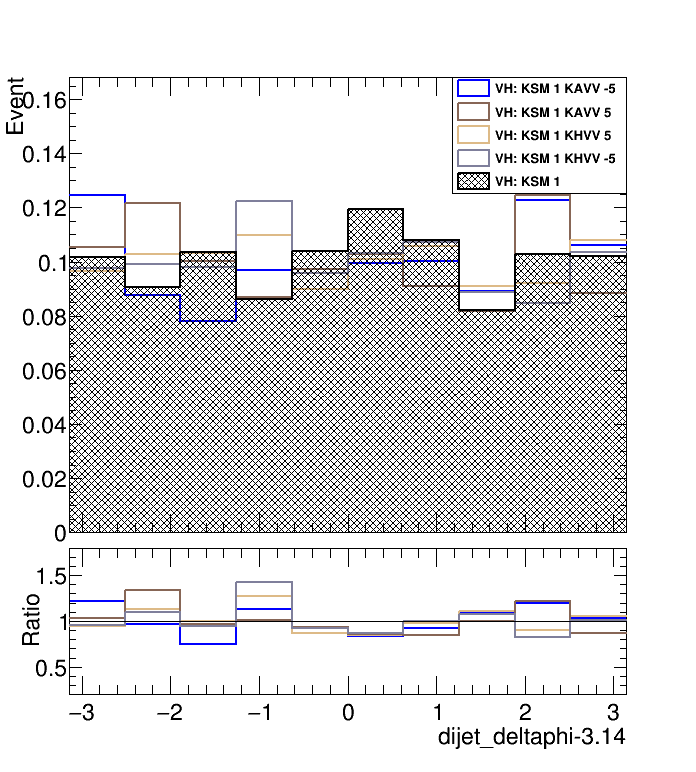 Event
VH: KSM 1 KAVV -5
VH: KSM 1 KAVV 5
VH: KSM 1 KHVV 5
VH: KSM 1 KHVV -5
VH: KSM 1
0.16
0.14
0.12
0.1
0.08
0.06
0.04
0.02
0
Ratio
1.5
1
0.5
−3 −2 −1 0 1 2 3
dijet_deltaphi-3.14